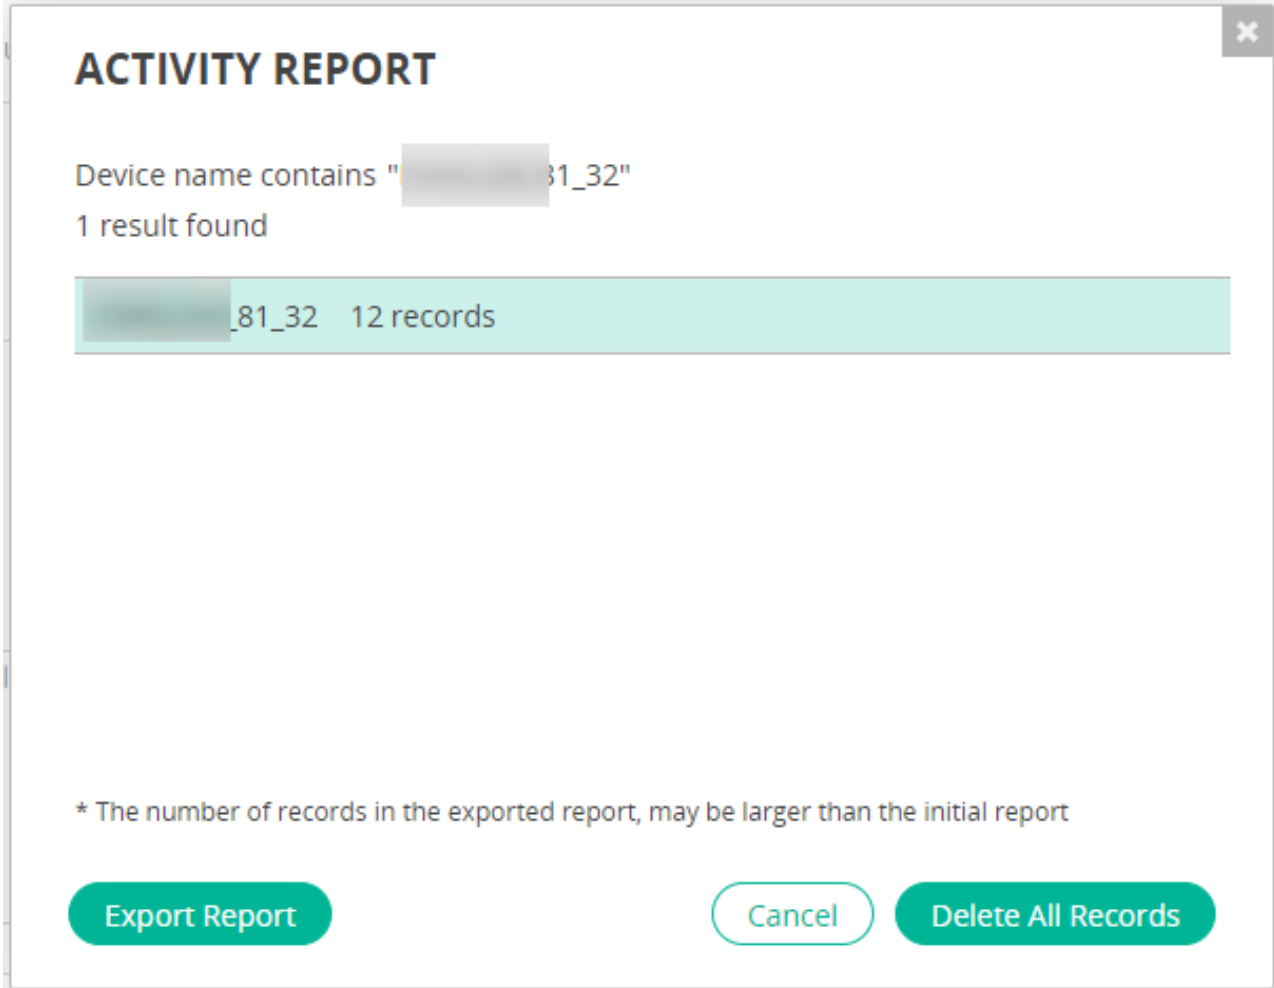 ACTIVITY REPORT
Device name contains " 31_32"
1 result found
_81_32 12 records
* The number of records in the exported report, may be larger than the initial report
Export Report
Cancel
Delete All Records